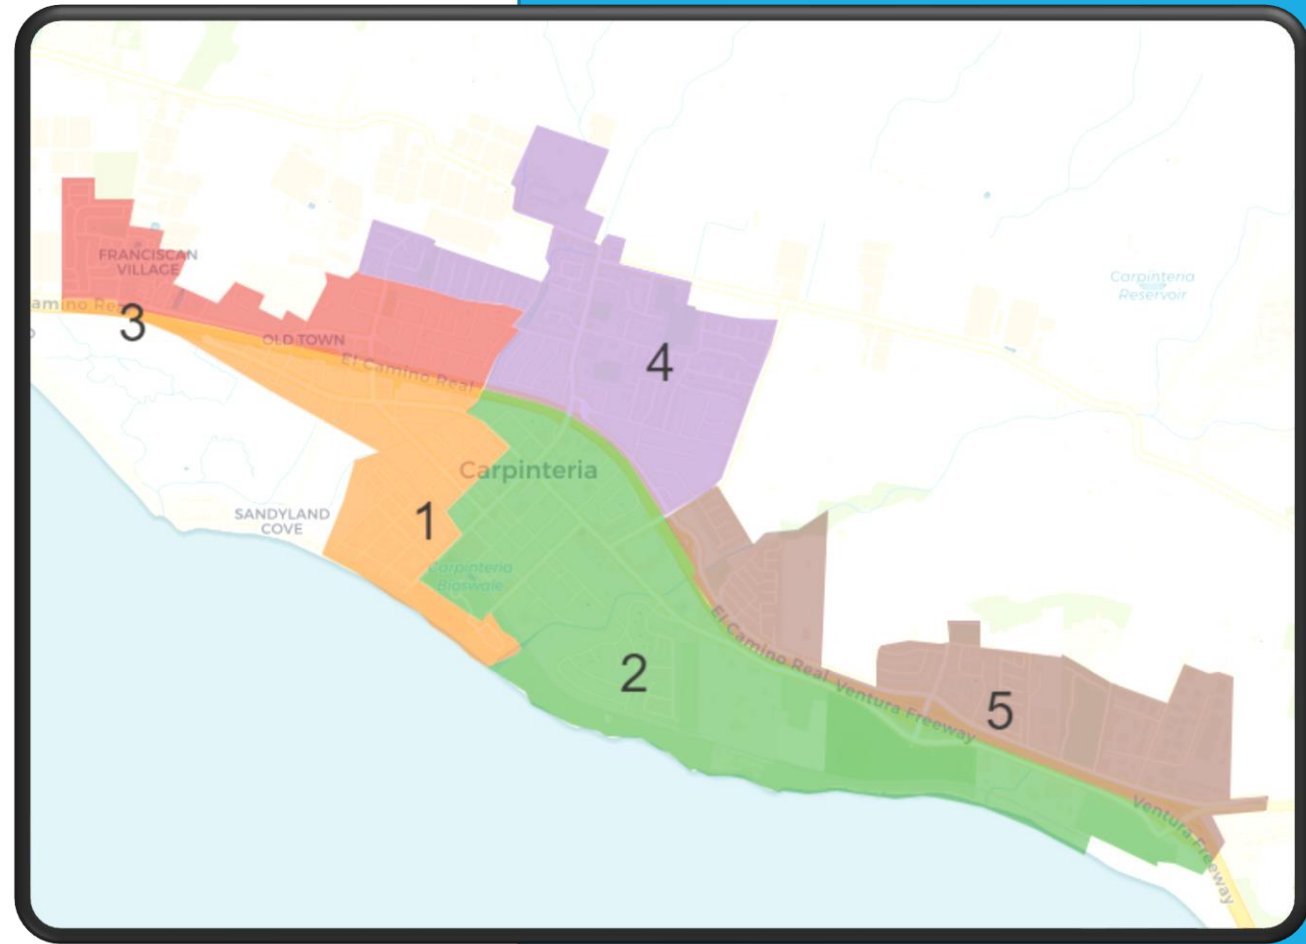 FRANCISCAN
VILLAGE
amino Re
3
OLD TOWN
El Camino Real
4
Carpinteria
Reservoir
Carpinteria
1
SANDYLAND
COVE
Carpinteria
Bioswale
2
El Camino Real
Ventura Freeway
5
Ventura Freeway